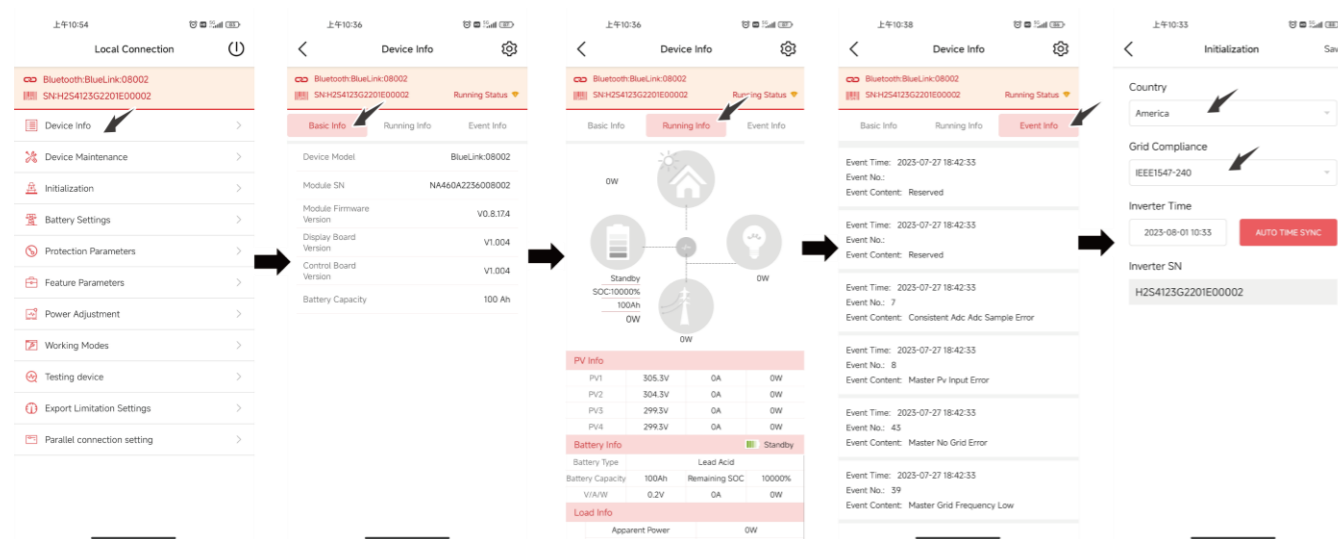 上午10:54
Local Connection
Bluetooth:BlueLink:08002
SN:H2S4123G2201E00002
Device Info
Device Maintenance
Initialization
Battery Settings
Protection Parameters
Feature Parameters
Power Adjustment
Working Modes
Testing device
Export Limitation Settings
Parallel connection setting
上午10:36
Device Info
Bluetooth:BlueLink:08002
SN:H2S4123G2201E00002 Running Status
Basic Info Running Info Event Info
Device Model BlueLink:08002
Module SN NA460A2236008002
Module Firmware Version V0.8.17.4
Display Board Version V1.004
Control Board Version V1.004
Battery Capacity 100 Ah
上午10:36
Device Info
Bluetooth:BlueLink:08002
SN:H2S4123G2201E00002 Running Status
Basic Info Running Info Event Info
0W
Standby
SOC:10000%
100Ah
0W
0W
0W
PV Info
PV1 305.3V 0A 0W
PV2 304.3V 0A 0W
PV3 299.3V 0A 0W
PV4 299.3V 0A 0W
Battery Info Standby
Battery Type Lead Acid
Battery Capacity 100Ah Remaining SOC 10000%
V/A/W 0.2V 0A 0W
Load Info
Apparent Power 0W
上午10:38
Device Info
Bluetooth:BlueLink:08002
SN:H2S4123G2201E00002 Running Status
Basic Info Running Info Event Info
Event Time: 2023-07-27 18:42:33
Event No.:
Event Content: Reserved
Event Time: 2023-07-27 18:42:33
Event No.:
Event Content: Reserved
Event Time: 2023-07-27 18:42:33
Event No.: 7
Event Content: Consistent Adc Adc Sample Error
Event Time: 2023-07-27 18:42:33
Event No.: 8
Event Content: Master Pv Input Error
Event Time: 2023-07-27 18:42:33
Event No.: 43
Event Content: Master No Grid Error
Event Time: 2023-07-27 18:42:33
Event No.: 39
Event Content: Master Grid Frequency Low
上午10:33
Initialization Sav
Country
America
Grid Compliance
IEEE1547-240
Inverter Time
2023-08-01 10:33 AUTO TIME SYNC
Inverter SN
H2S4123G2201E00002